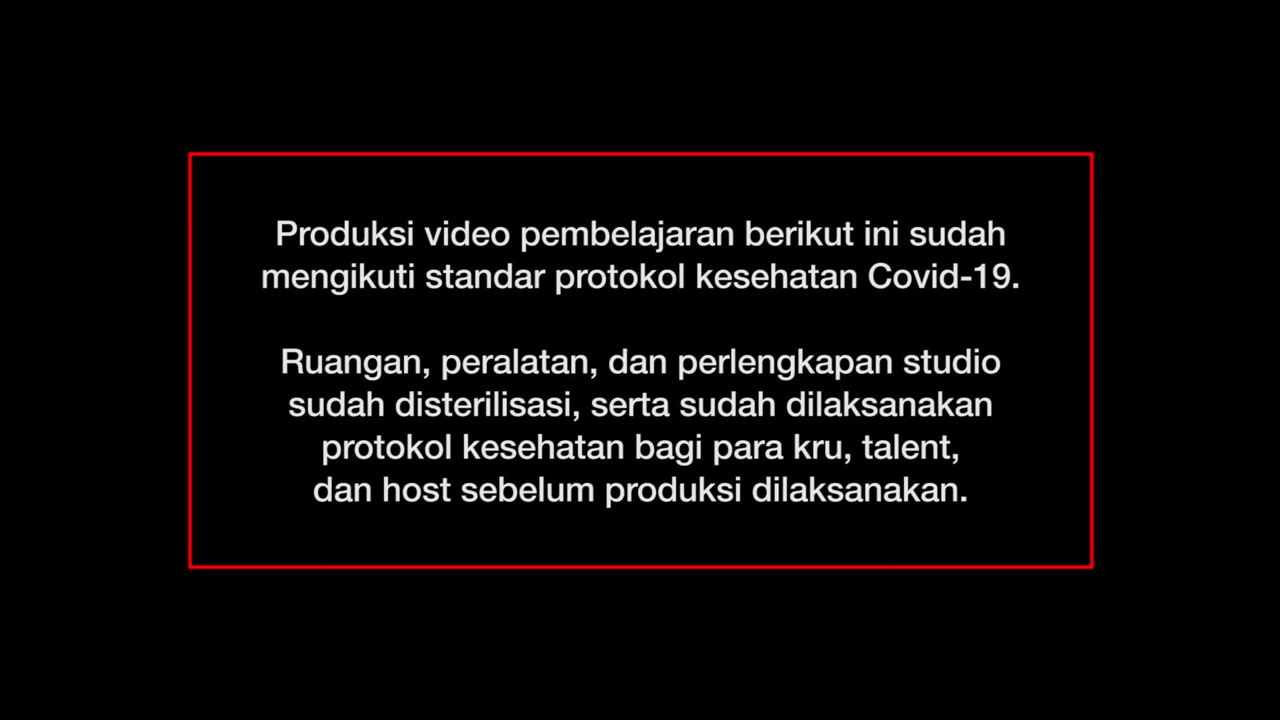 Produksi video pembelajaran berikut ini sudah
mengikuti standar protokol kesehatan Covid-19.
Ruangan, peralatan, dan perlengkapan studio
sudah disterilisasi, serta sudah dilaksanakan
protokol kesehatan bagi para kru, talent,
dan host sebelum produksi dilaksanakan.